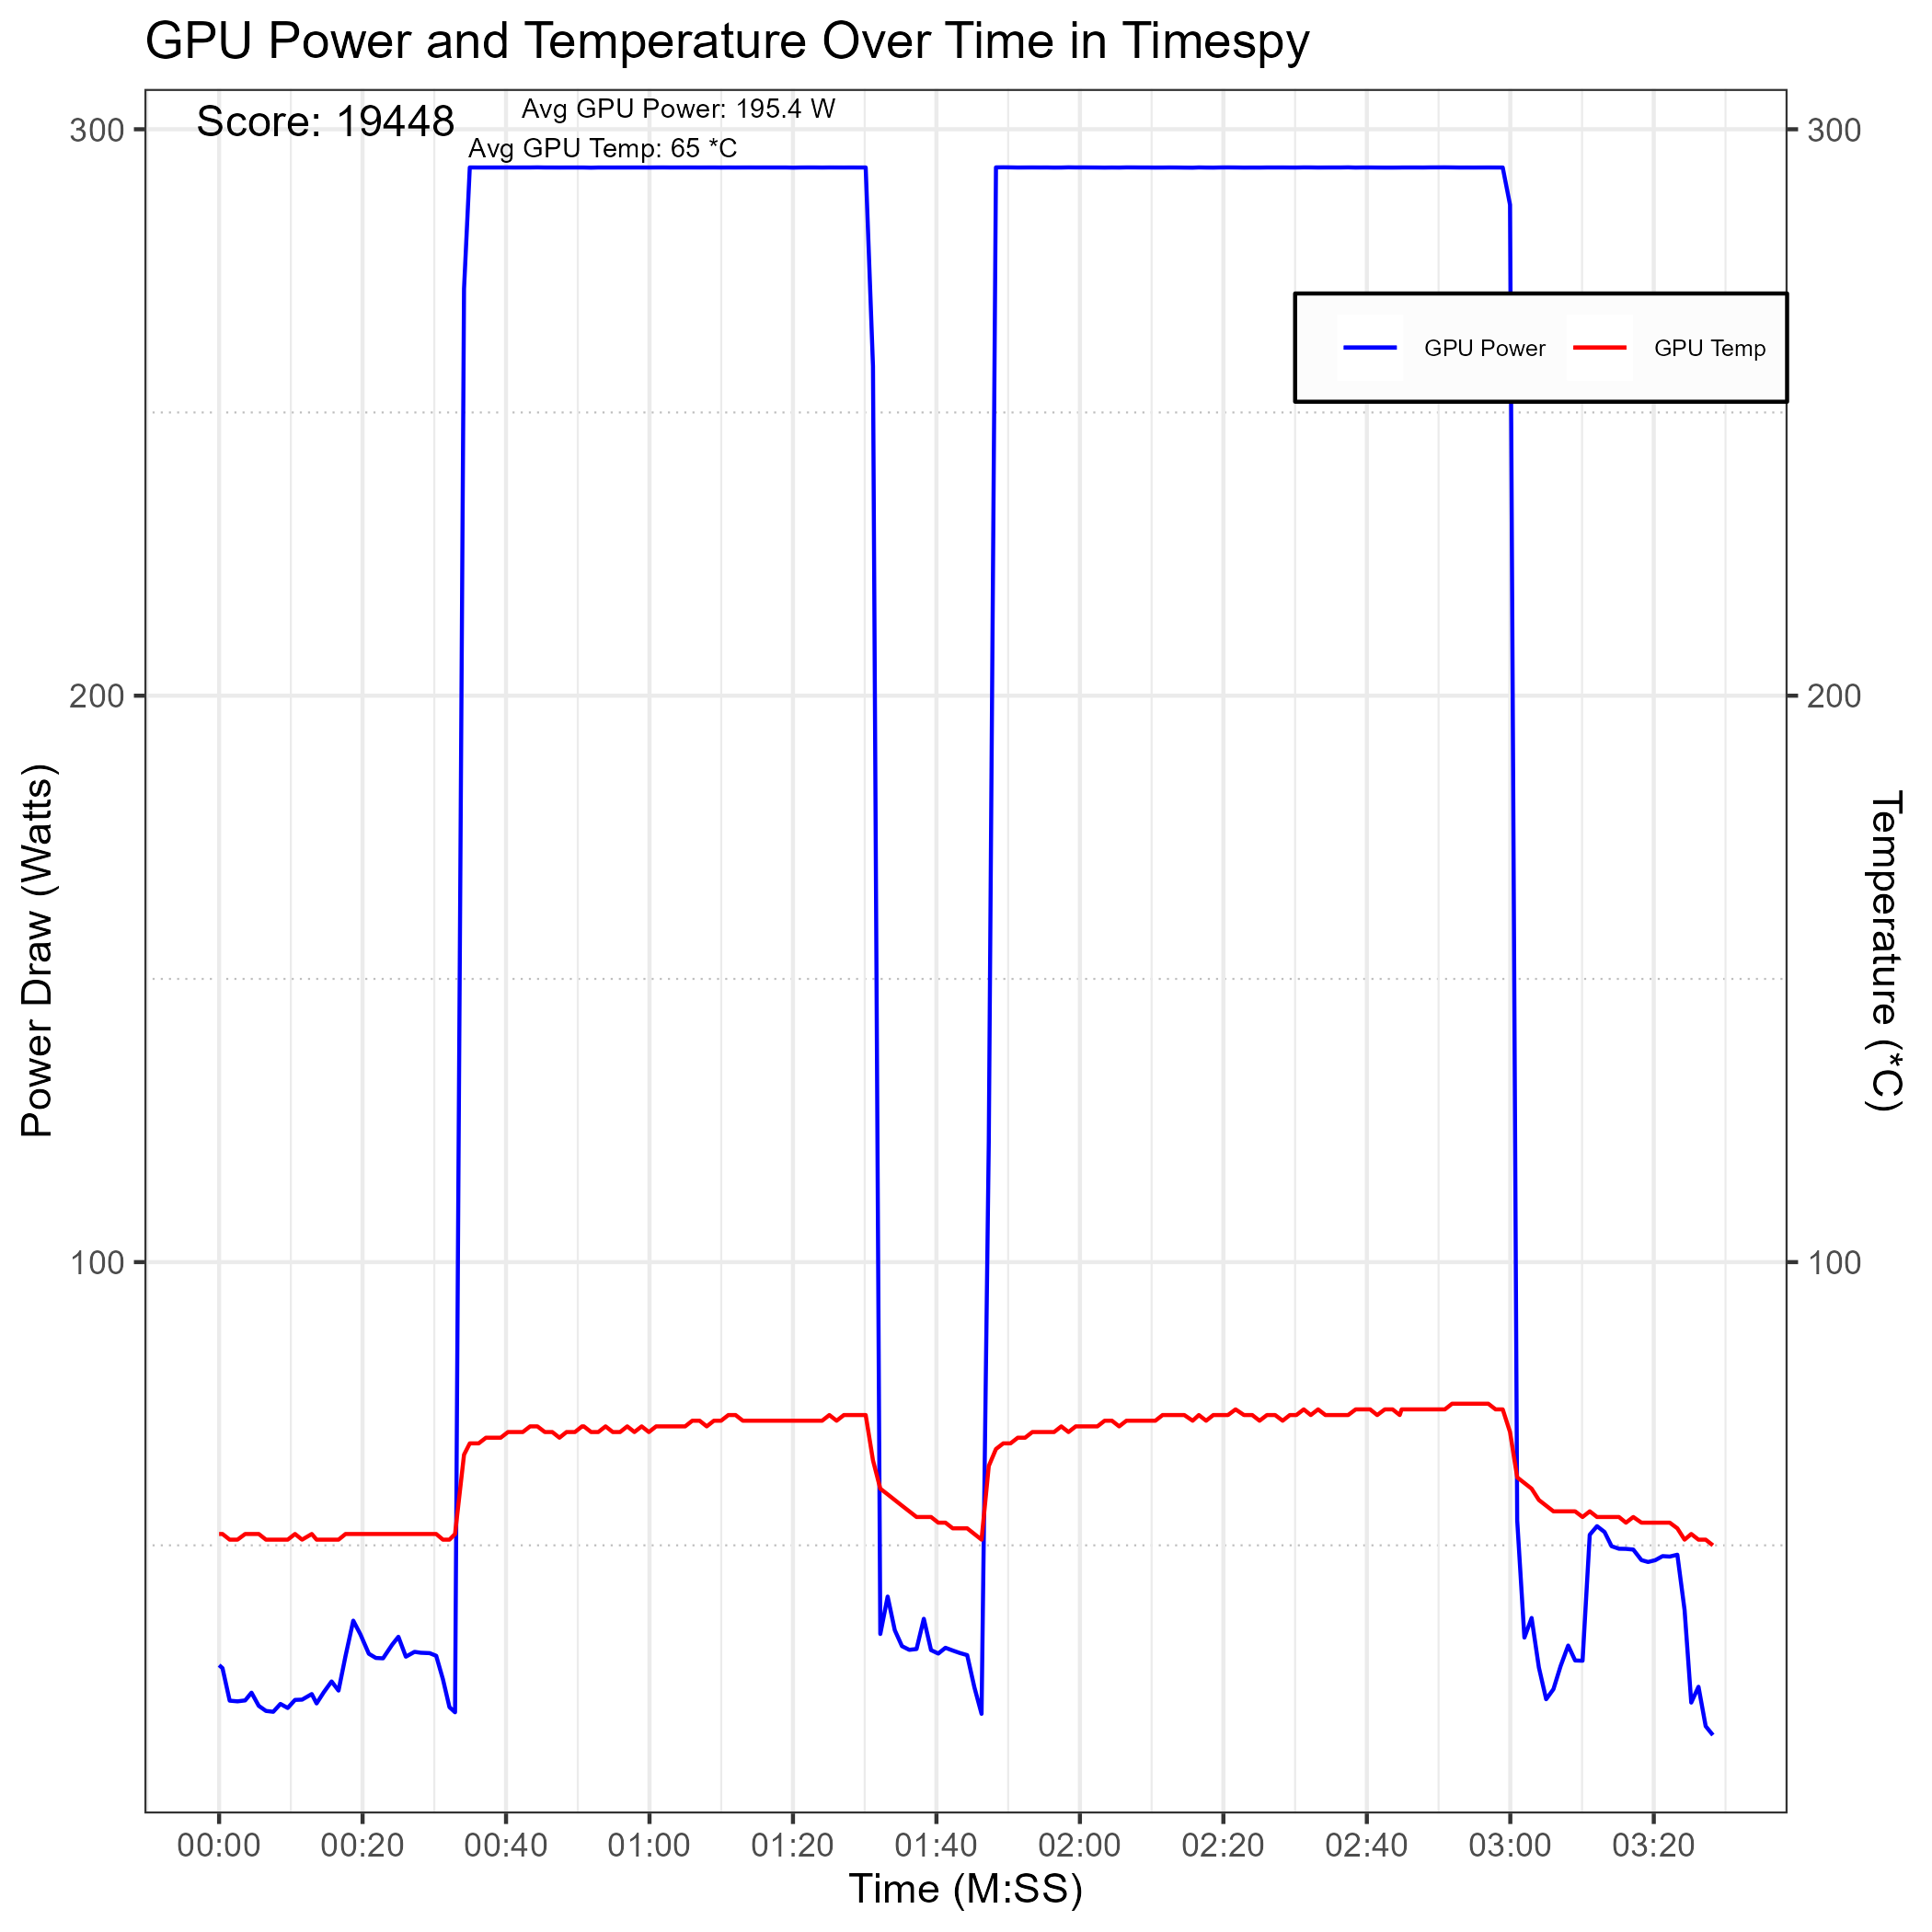 GPU Power and Temperature Over Time in Timespy
Score: 19448
Avg GPU Power: 195.4 W
Avg GPU Temp: 65 *C
300
200
100
Power Draw (Watts)
GPU Power
GPU Temp
300
200
100
Temperature (*C)
00:00
00:20
00:40
01:00
01:20
01:40
02:00
02:20
02:40
03:00
03:20
Time (M:SS)